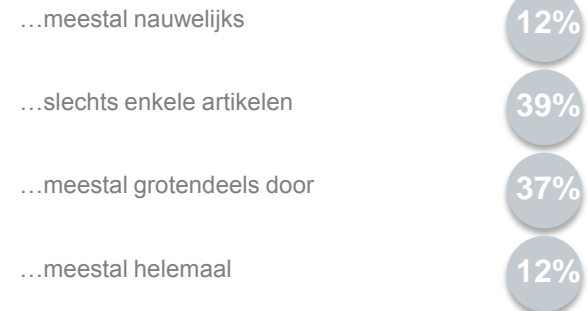 …meestal nauwelijks 12%
…slechts enkele artikelen 39%
…meestal grotendeels door 37%
…meestal helemaal 12%